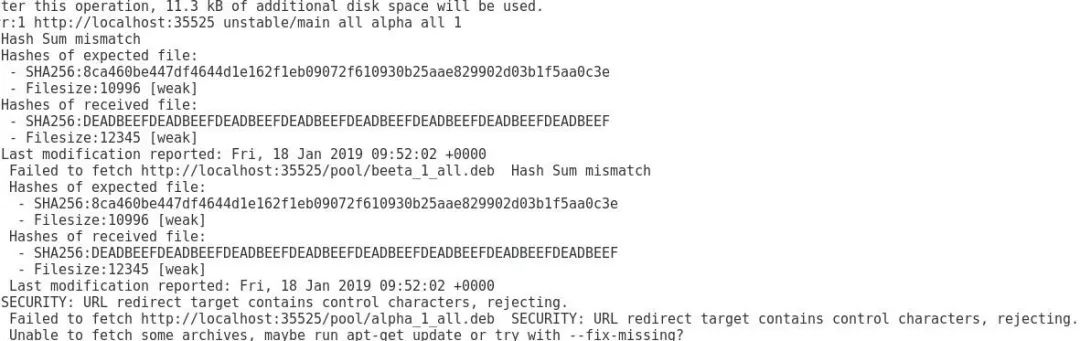 ter this operation, 11.3 kB of additional disk space will be used.
r:1 http://localhost:35525 unstable/main all alpha all 1
Hash Sum mismatch
Hashes of expected file:
- SHA256:8ca460be447df4644d1e162f1eb09072f610930b25aae829902d03b1f5aa0c3e
- Filesize:10996 [weak]
Hashes of received file:
- SHA256:DEADBEEFDEADBEEFDEADBEEFDEADBEEFDEADBEEFDEADBEEFDEADBEEFDEADBEEF
- Filesize:12345 [weak]
Last modification reported: Fri, 18 Jan 2019 09:52:02 +0000
Failed to fetch http://localhost:35525/pool/beeta_1_all.deb  Hash Sum mismatch
Hashes of expected file:
- SHA256:8ca460be447df4644d1e162f1eb09072f610930b25aae829902d03b1f5aa0c3e
- Filesize:10996 [weak]
Hashes of received file:
- SHA256:DEADBEEFDEADBEEFDEADBEEFDEADBEEFDEADBEEFDEADBEEFDEADBEEFDEADBEEF
- Filesize:12345 [weak]
Last modification reported: Fri, 18 Jan 2019 09:52:02 +0000
SECURITY: URL redirect target contains control characters, rejecting.
Failed to fetch http://localhost:35525/pool/alpha_1_all.deb  SECURITY: URL redirect target contains control characters, rejecting.
Unable to fetch some archives, maybe run apt-get update or try with --fix-missing?